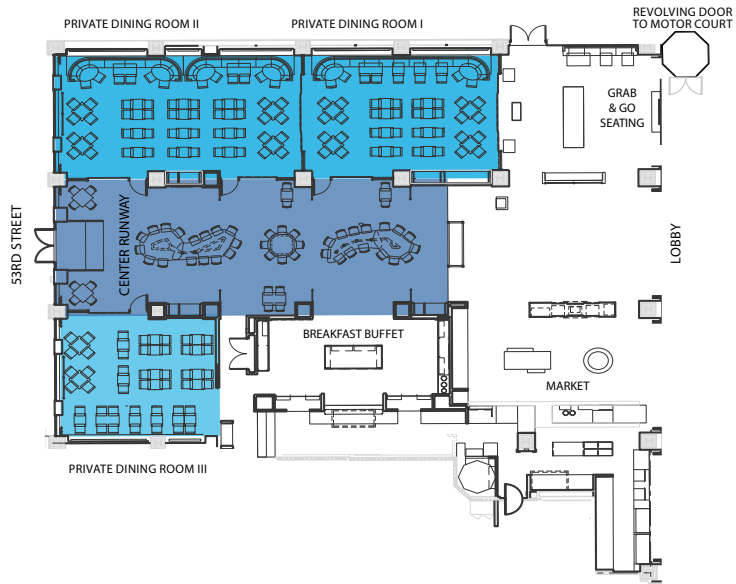 REVOLVING DOOR
TO MOTOR COURT
PRIVATE DINING ROOM II
PRIVATE DINING ROOM I
GRAB
& GO
SEATING
53RD STREET
CENTER RUNWAY
LOBBY
BREAKFAST BUFFET
MARKET
PRIVATE DINING ROOM III